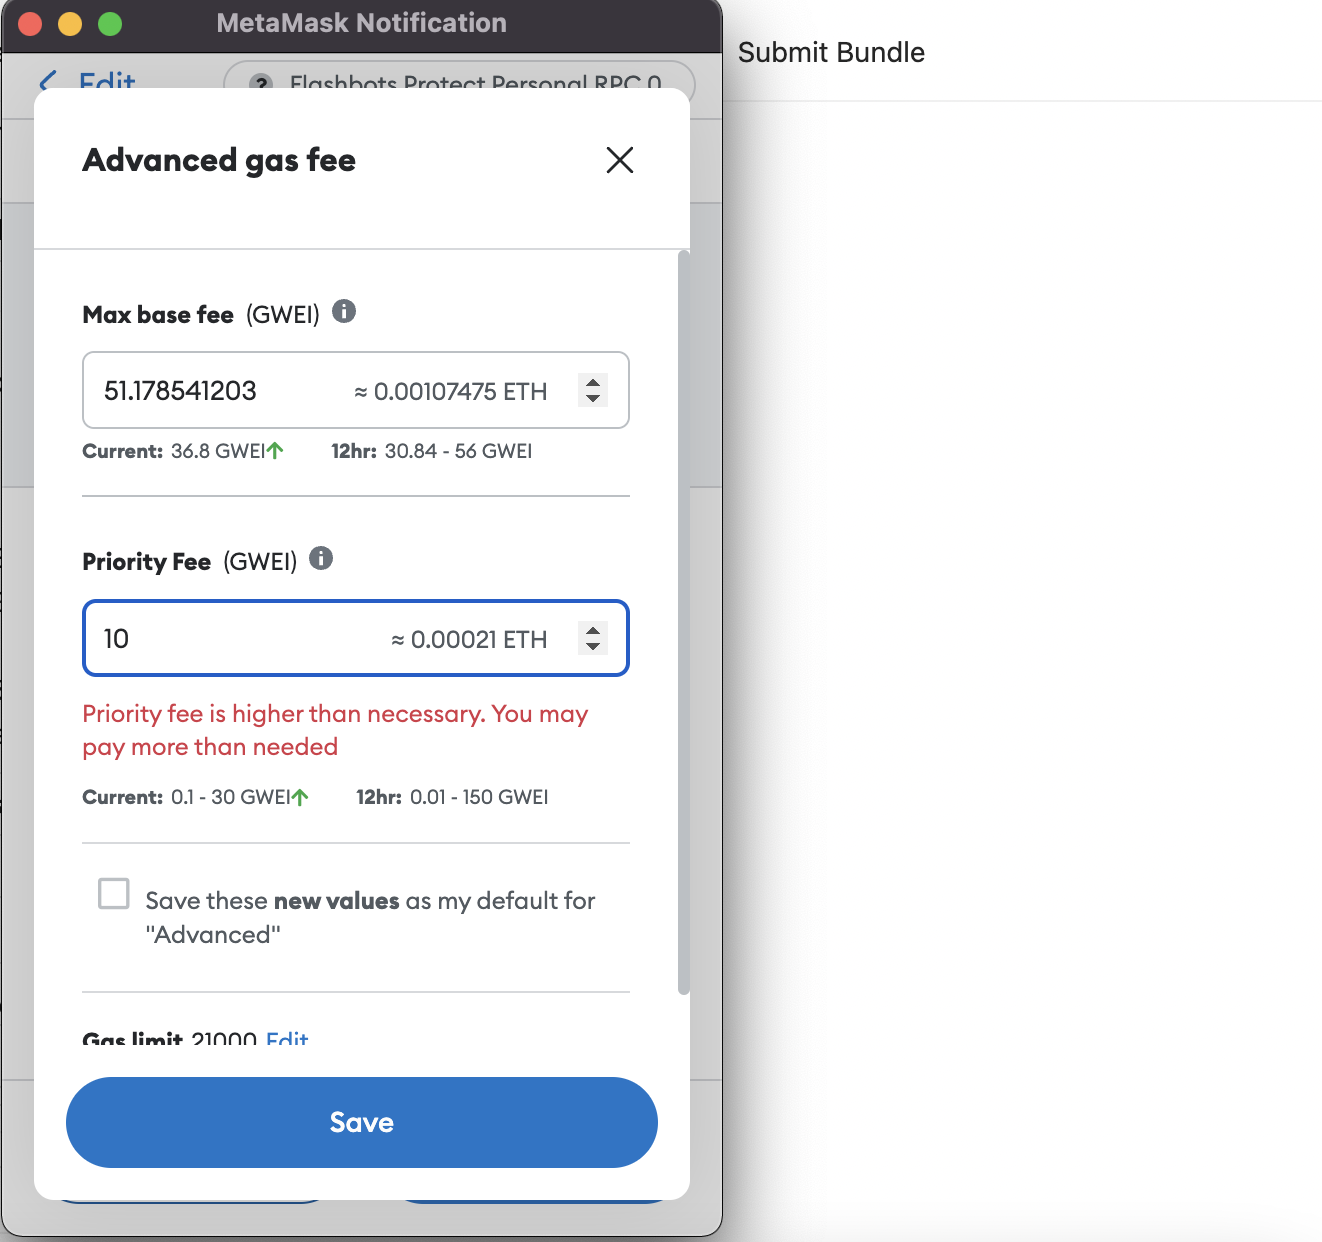 MetaMask Notification
Submit Bundle
Edit
Flashbots Protect Personal RPC 0
Advanced gas fee
Max base fee (GWEI)
51.178541203 ≈ 0.00107475 ETH
Current: 36.8 GWEI↑ 12hr: 30.84 - 56 GWEI
Priority Fee (GWEI)
10 ≈ 0.00021 ETH
Priority fee is higher than necessary. You may
pay more than needed
Current: 0.1 - 30 GWEI↑ 12hr: 0.01 - 150 GWEI
Save these new values as my default for
"Advanced"
Gas limit 21000 Edit
Save